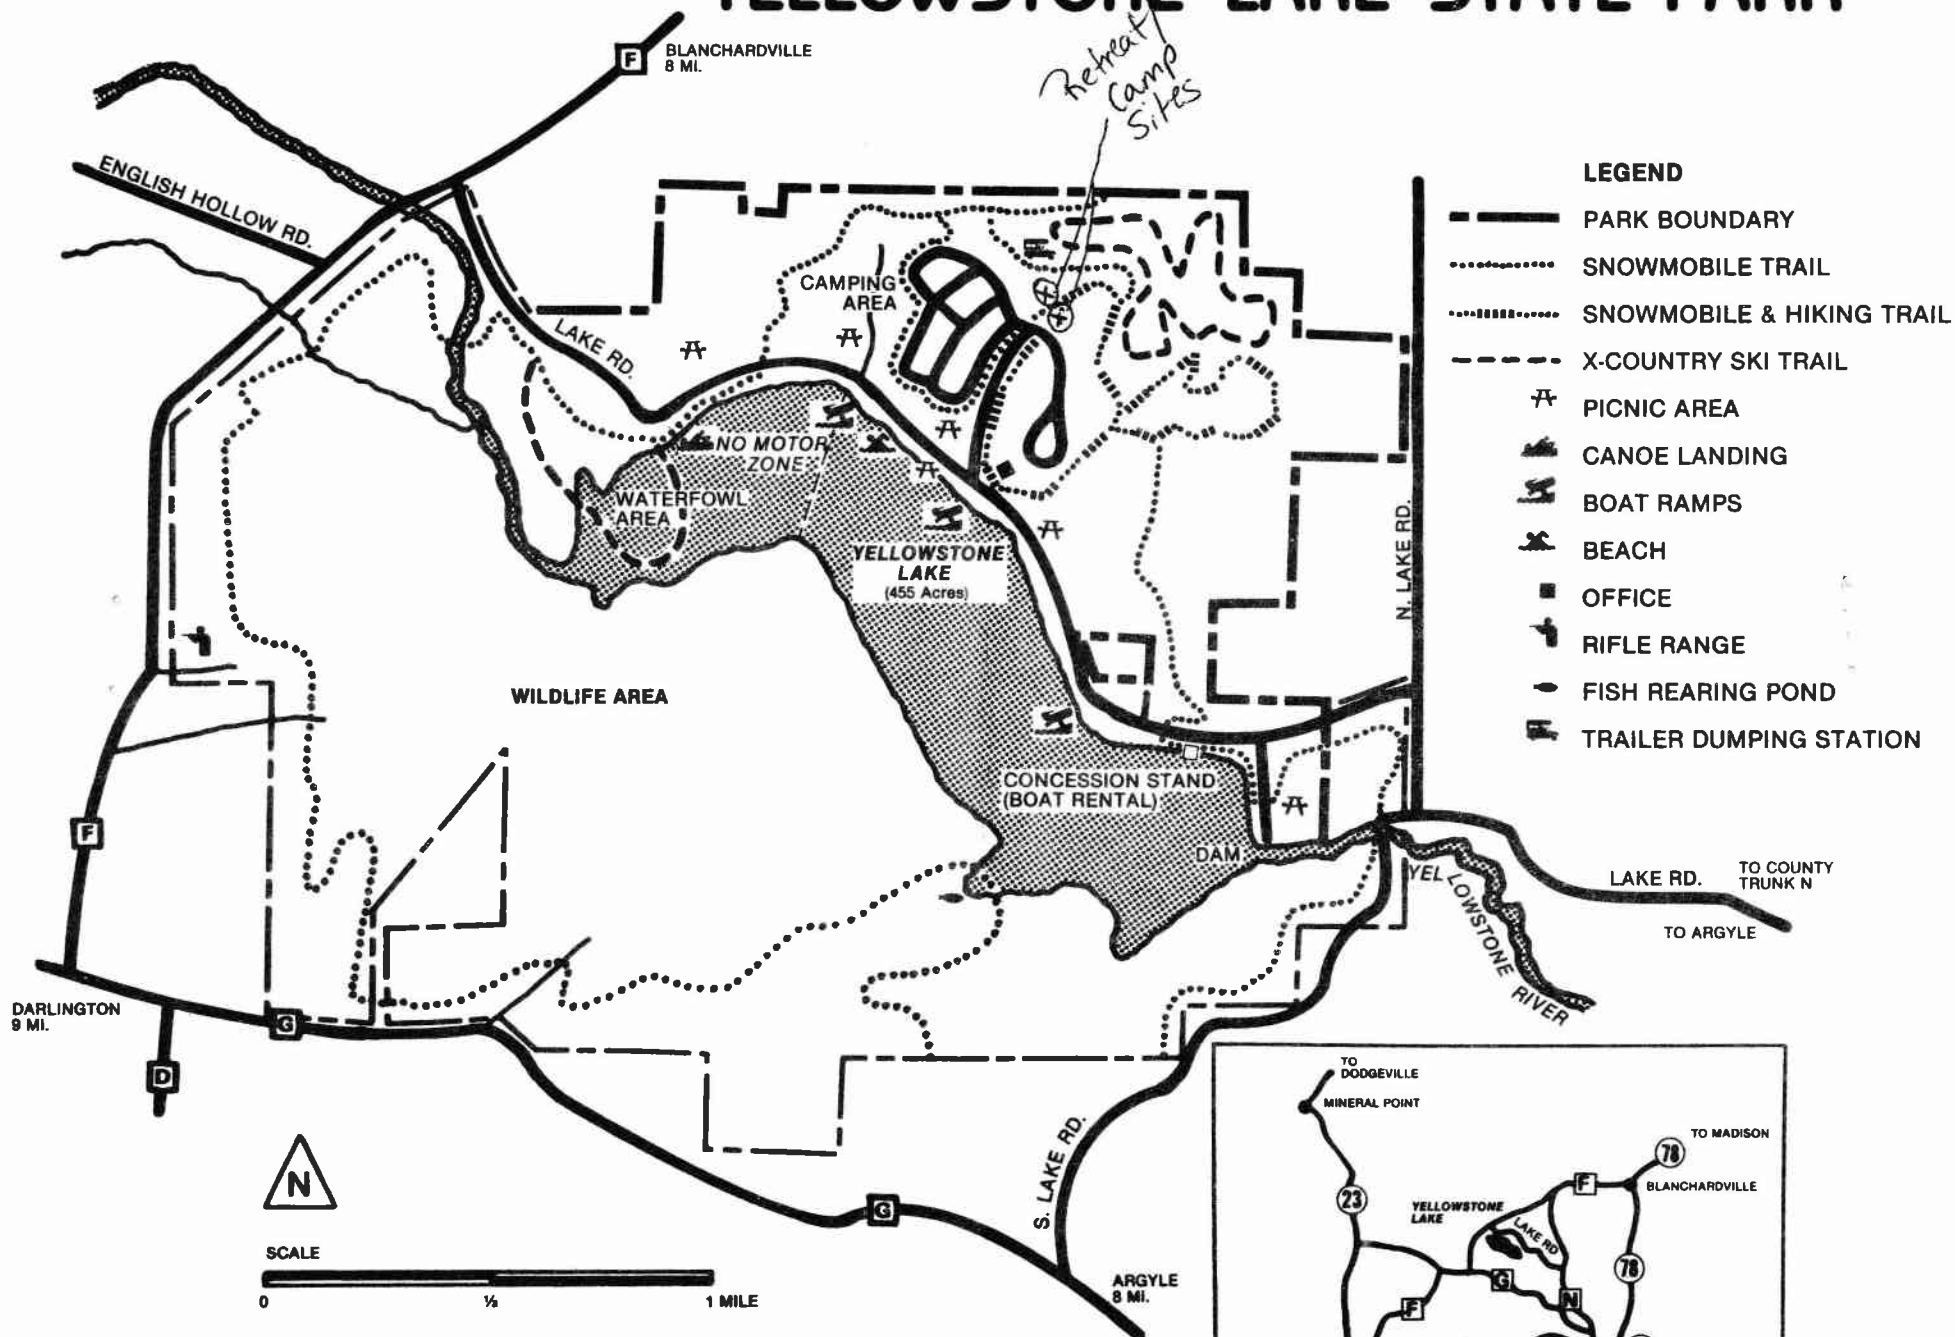 YELLOWSTONE LAKE STATE PARK
Retreat/
Camp
Sites
F
BLANCHARDVILLE
8 MI.
ENGLISH HOLLOW RD.
LAKE RD.
CAMPING
AREA
NO MOTOR
ZONE
WATERFOWL
AREA
YELLOWSTONE
LAKE
(455 Acres)
N. LAKE RD.
WILDLIFE AREA
CONCESSION STAND
(BOAT RENTAL)
DAM
F
YELLOWSTONE RIVER
LAKE RD.
TO COUNTY
TRUNK N
TO ARGYLE
DARLINGTON
9 MI.
G
D
G
S. LAKE RD.
ARGYLE
8 MI.
N
SCALE
0 ½ 1 MILE
LEGEND
PARK BOUNDARY
SNOWMOBILE TRAIL
SNOWMOBILE & HIKING TRAIL
X-COUNTRY SKI TRAIL
PICNIC AREA
CANOE LANDING
BOAT RAMPS
BEACH
OFFICE
RIFLE RANGE
FISH REARING POND
TRAILER DUMPING STATION
TO
DODGEVILLE
MINERAL POINT
TO MADISON
78
F
BLANCHARDVILLE
23
YELLOWSTONE
LAKE
LAKE RD
78
G
N
F